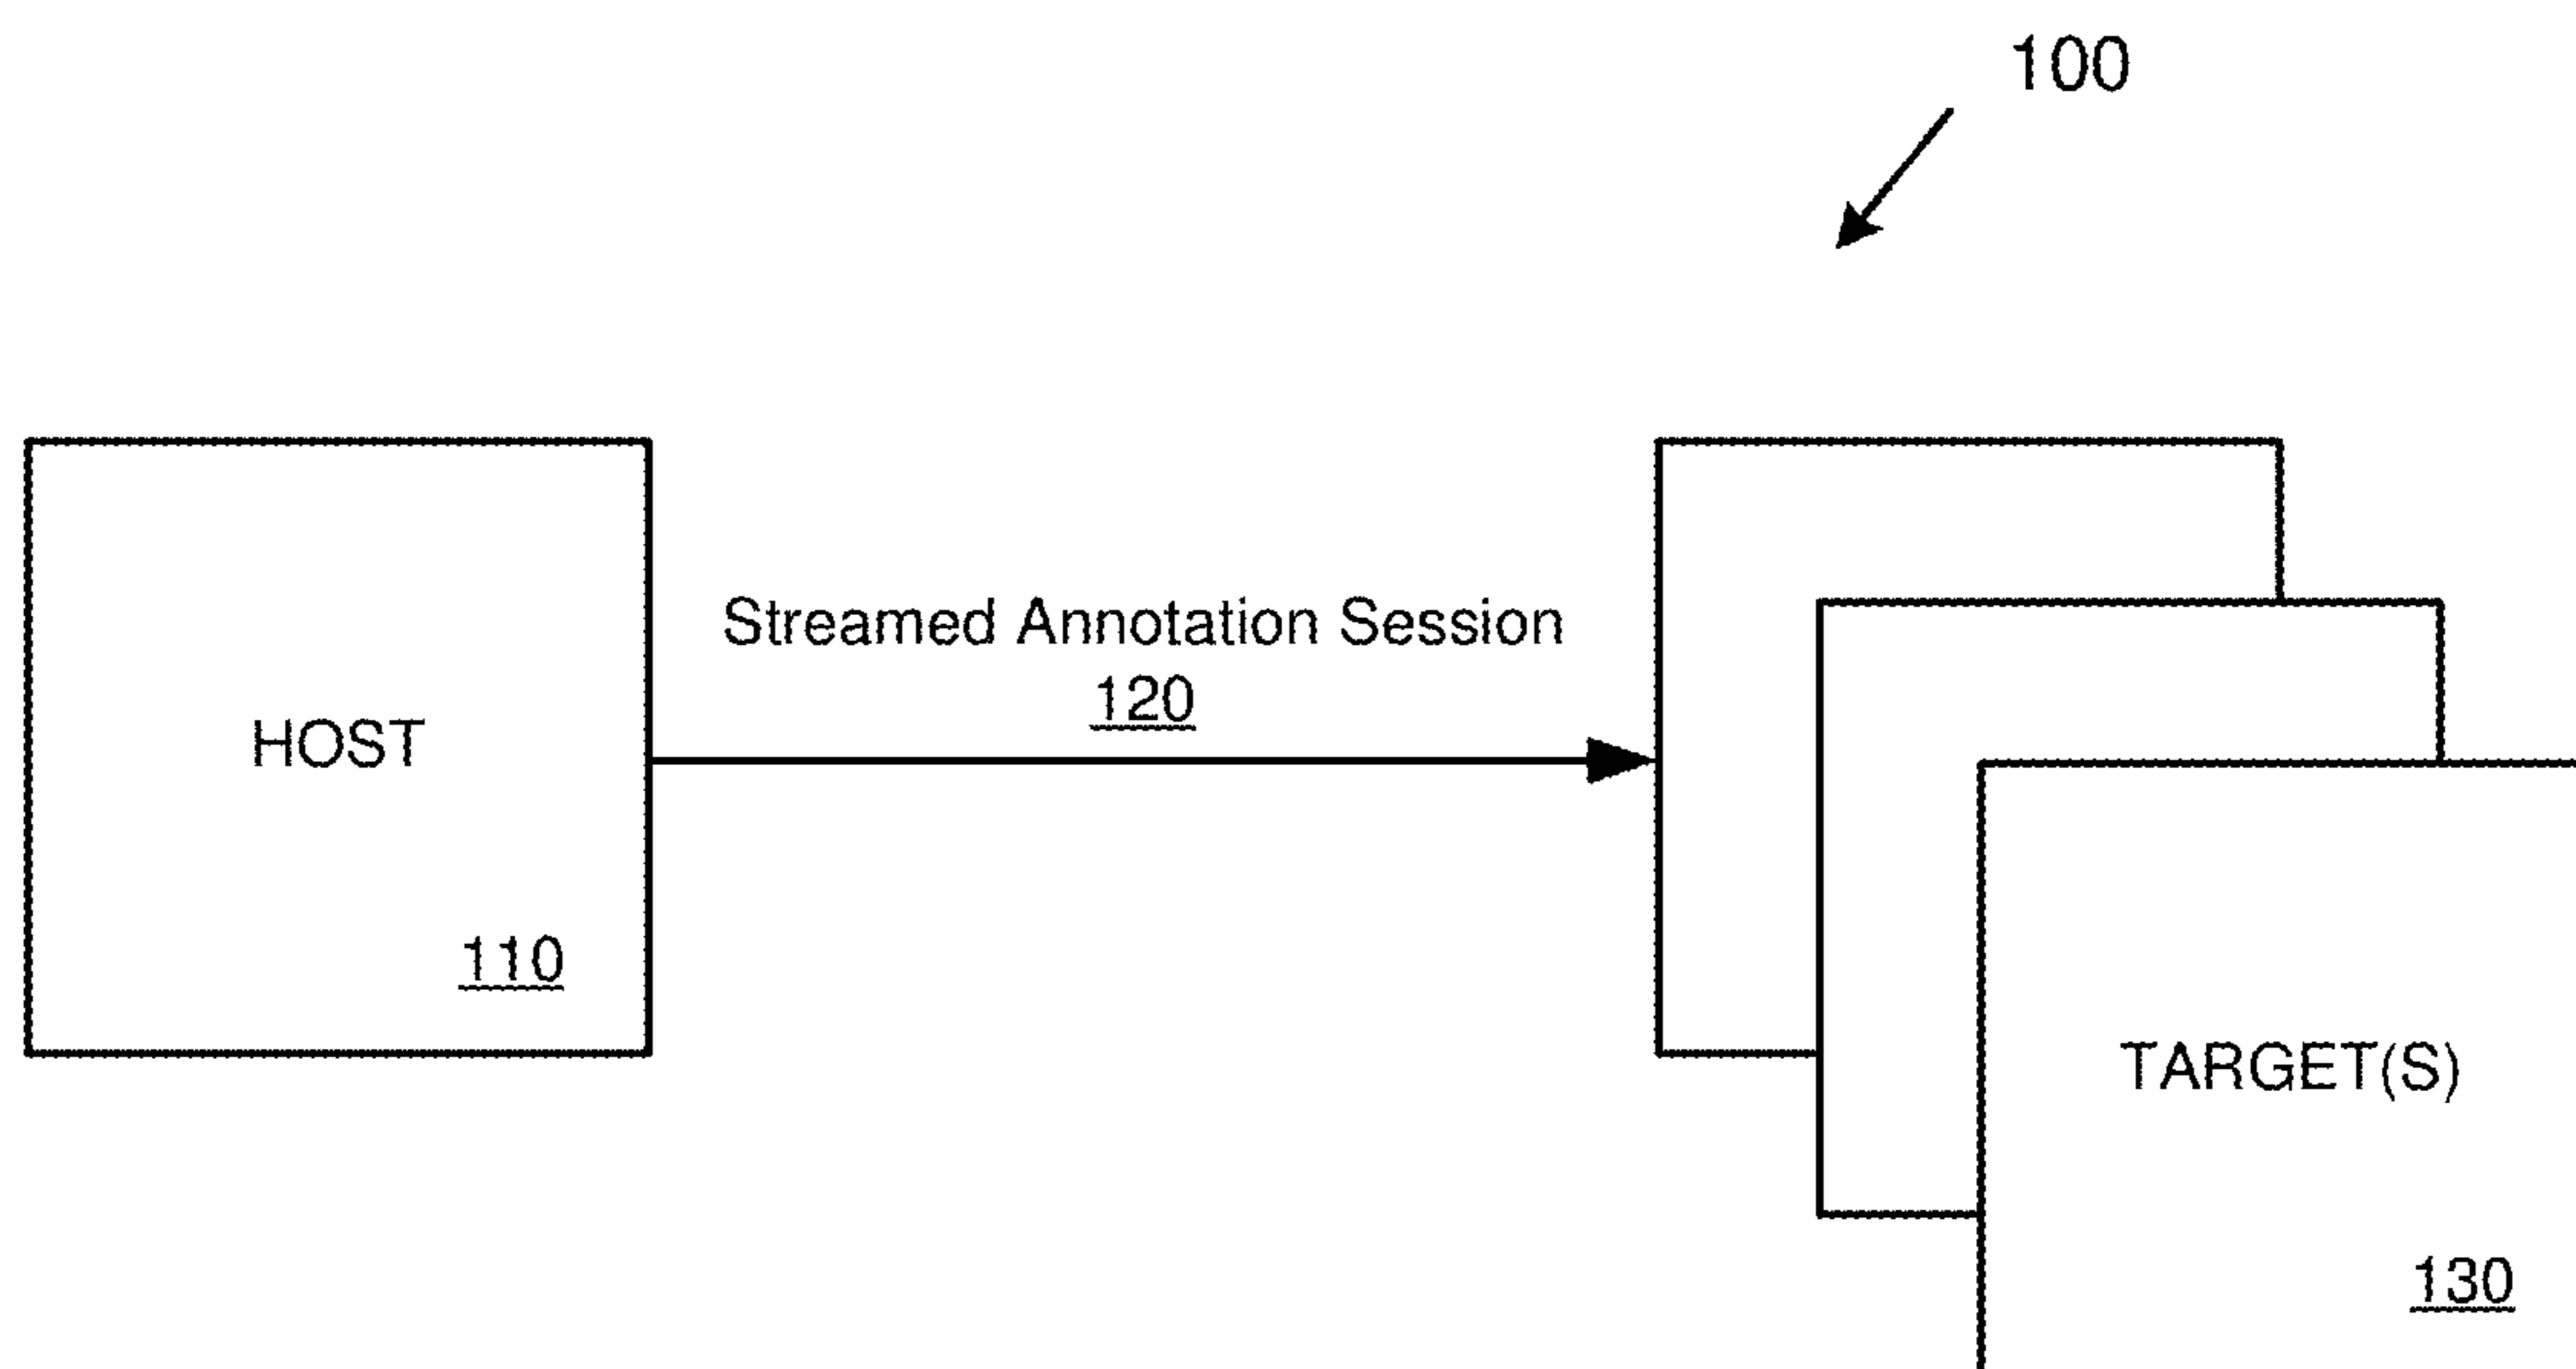 100
Streamed Annotation Session
120
HOST
110
TARGET(S)
130